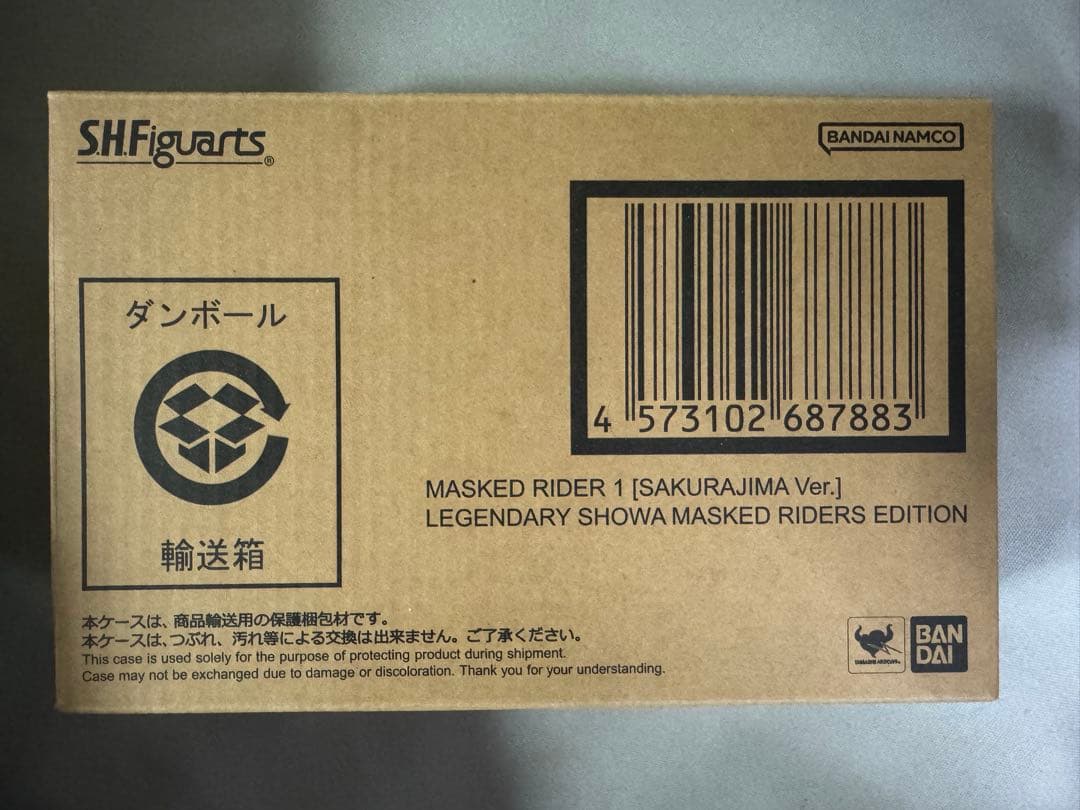 S.H.Figuarts®
BANDAI NAMCO
4 573102 687883
ダンボール
輸送箱
MASKED RIDER 1 [SAKURAJIMA Ver.]
LEGENDARY SHOWA MASKED RIDERS EDITION
本ケースは、商品輸送用の保護梱包材です。
本ケースは、つぶれ、汚れ等による交換は出来ません。ご了承ください。
This case is used solely for the purpose of protecting product during shipment.
Case may not be exchanged due to damage or discoloration. Thank you for your understanding.
TAMASHII NATIONS
BAN
DAI